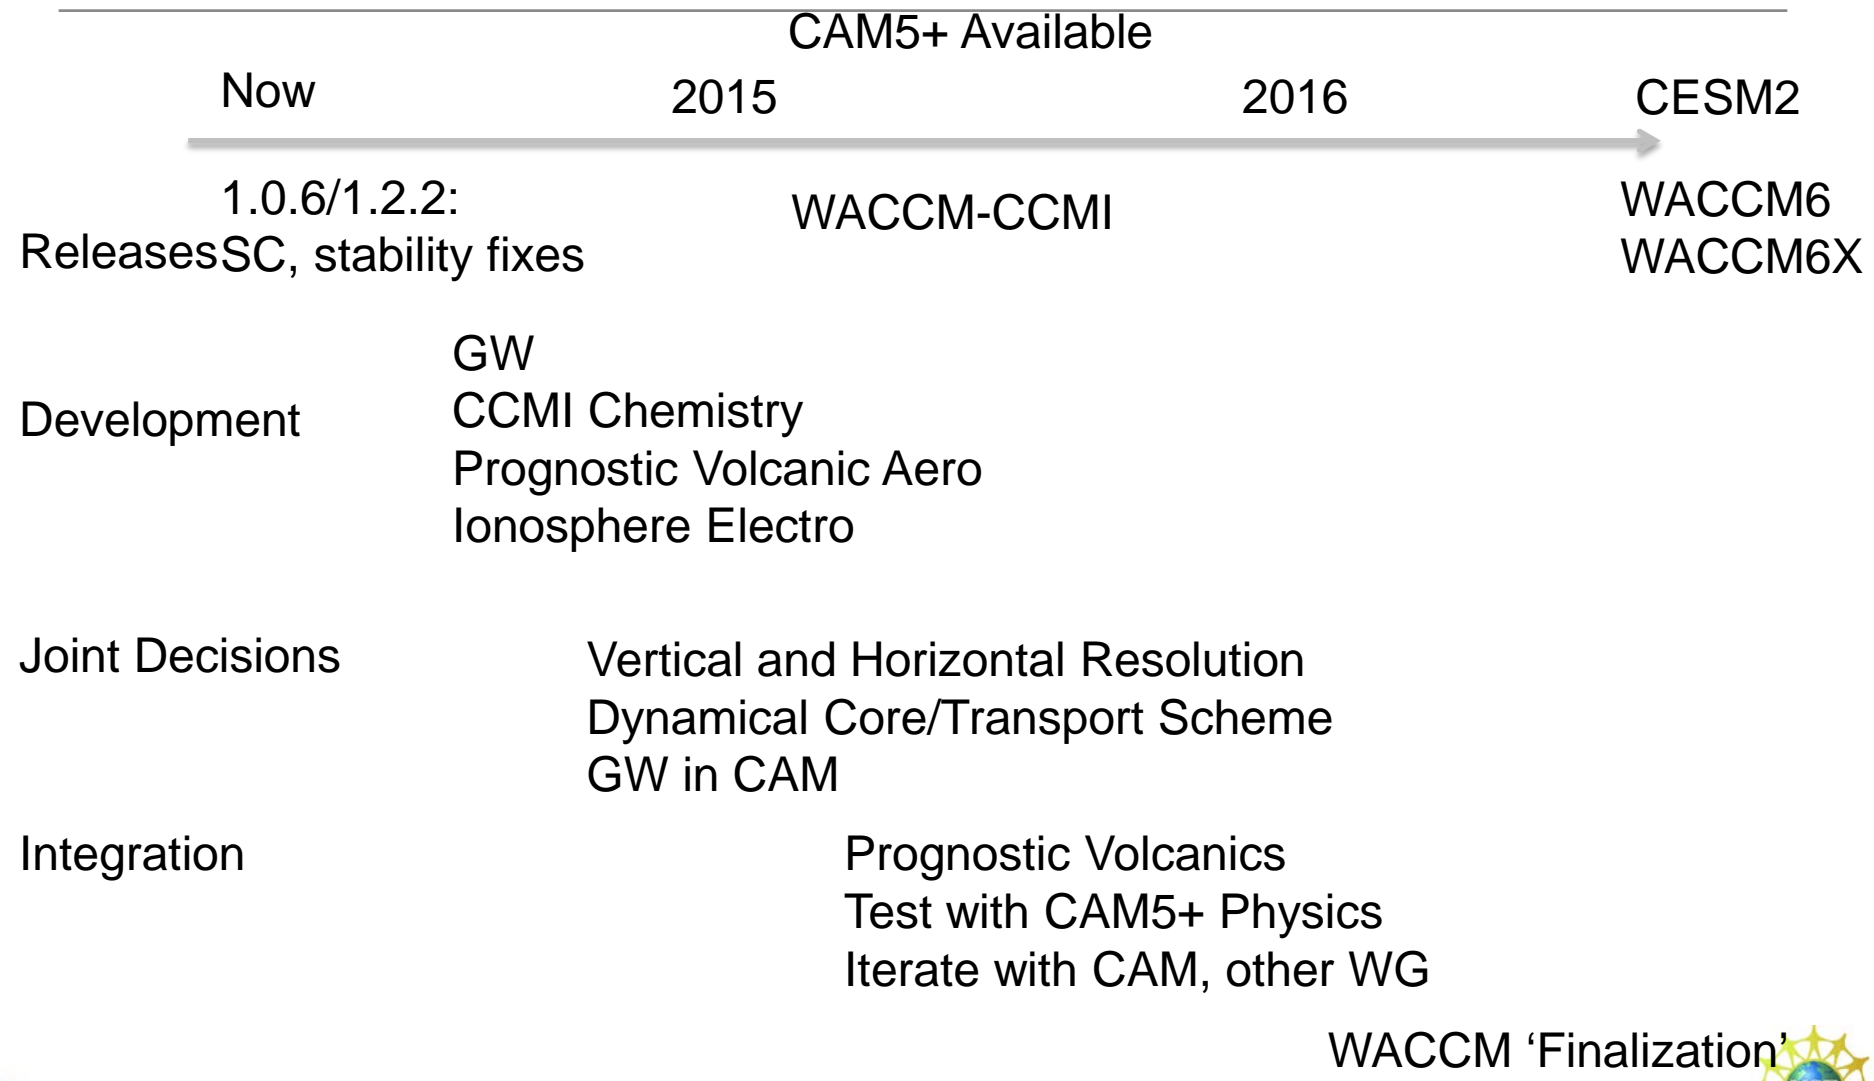 CAM5+ Available
Now 2015 2016 CESM2
1.0.6/1.2.2:
Releases SC, stability fixes
WACCM-CCMI
WACCM6
WACCM6X
Development
GW
CCMI Chemistry
Prognostic Volcanic Aero
Ionosphere Electro
Joint Decisions
Vertical and Horizontal Resolution
Dynamical Core/Transport Scheme
GW in CAM
Integration
Prognostic Volcanics
Test with CAM5+ Physics
Iterate with CAM, other WG
WACCM ‘Finalization’